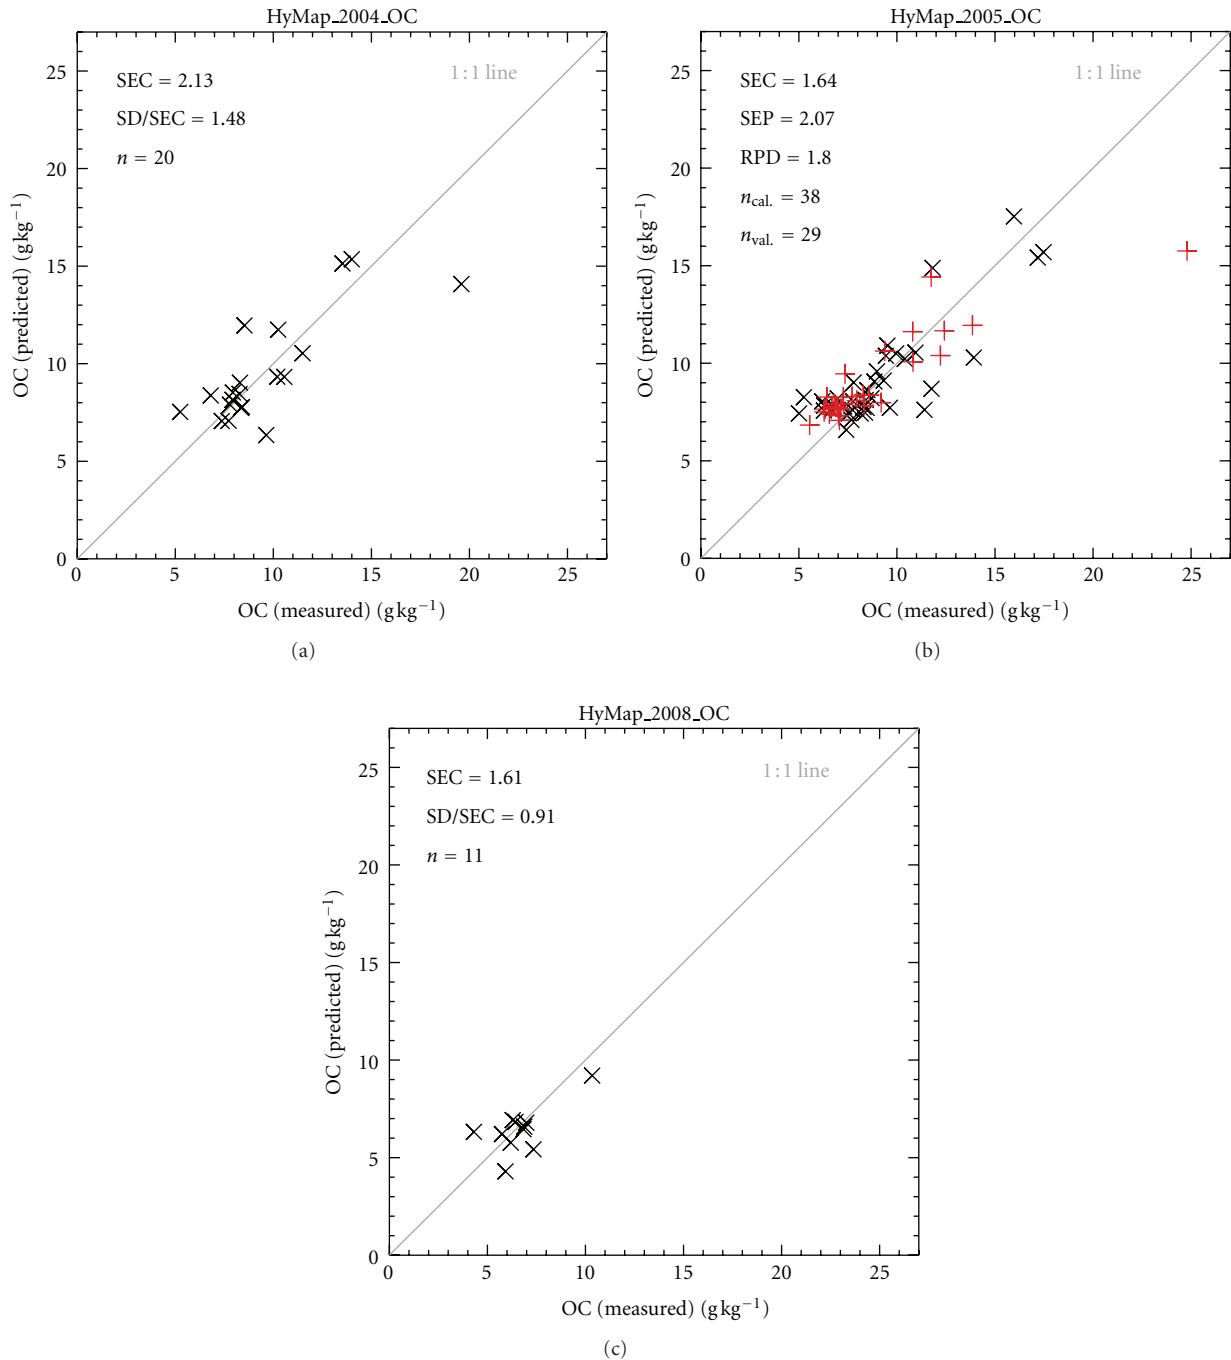 HyMap_2004_OC
25
20
15
10
5
0
OC (predicted) (g kg−1)
SEC = 2.13
SD/SEC = 1.48
n = 20
1:1 line
0 5 10 15 20 25
OC (measured) (g kg−1)
(a)
HyMap_2005_OC
25
20
15
10
5
0
OC (predicted) (g kg−1)
SEC = 1.64
SEP = 2.07
RPD = 1.8
ncal. = 38
nval. = 29
1:1 line
0 5 10 15 20 25
OC (measured) (g kg−1)
(b)
HyMap_2008_OC
25
20
15
10
5
0
OC (predicted) (g kg−1)
SEC = 1.61
SD/SEC = 0.91
n = 11
1:1 line
0 5 10 15 20 25
OC (measured) (g kg−1)
(c)